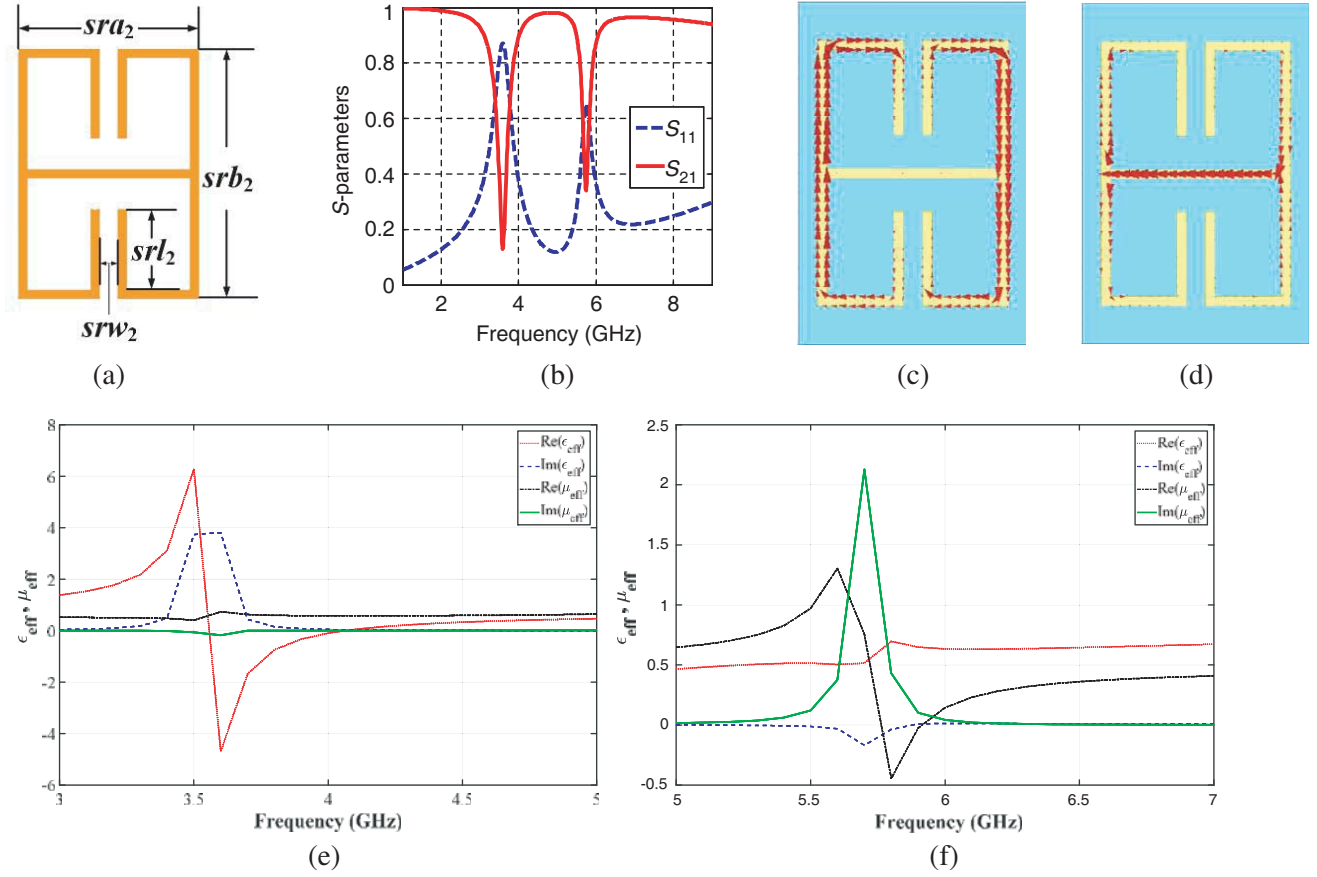 sra₂
srb₂
srl₂
srw₂
(a)
S-parameters
1
0.8
0.6
0.4
0.2
0
S₁₁
S₂₁
2 4 6 8
Frequency (GHz)
(b)
(c)
(d)
ϵeff, μeff
8
6
4
2
0
-2
-4
-6
Re(ϵeff)
Im(ϵeff)
Re(μeff)
Im(μeff)
3 3.5 4 4.5 5
Frequency (GHz)
(e)
ϵeff, μeff
2.5
2
1.5
1
0.5
0
-0.5
Re(ϵeff)
Im(ϵeff)
Re(μeff)
Im(μeff)
5 5.5 6 6.5 7
Frequency (GHz)
(f)